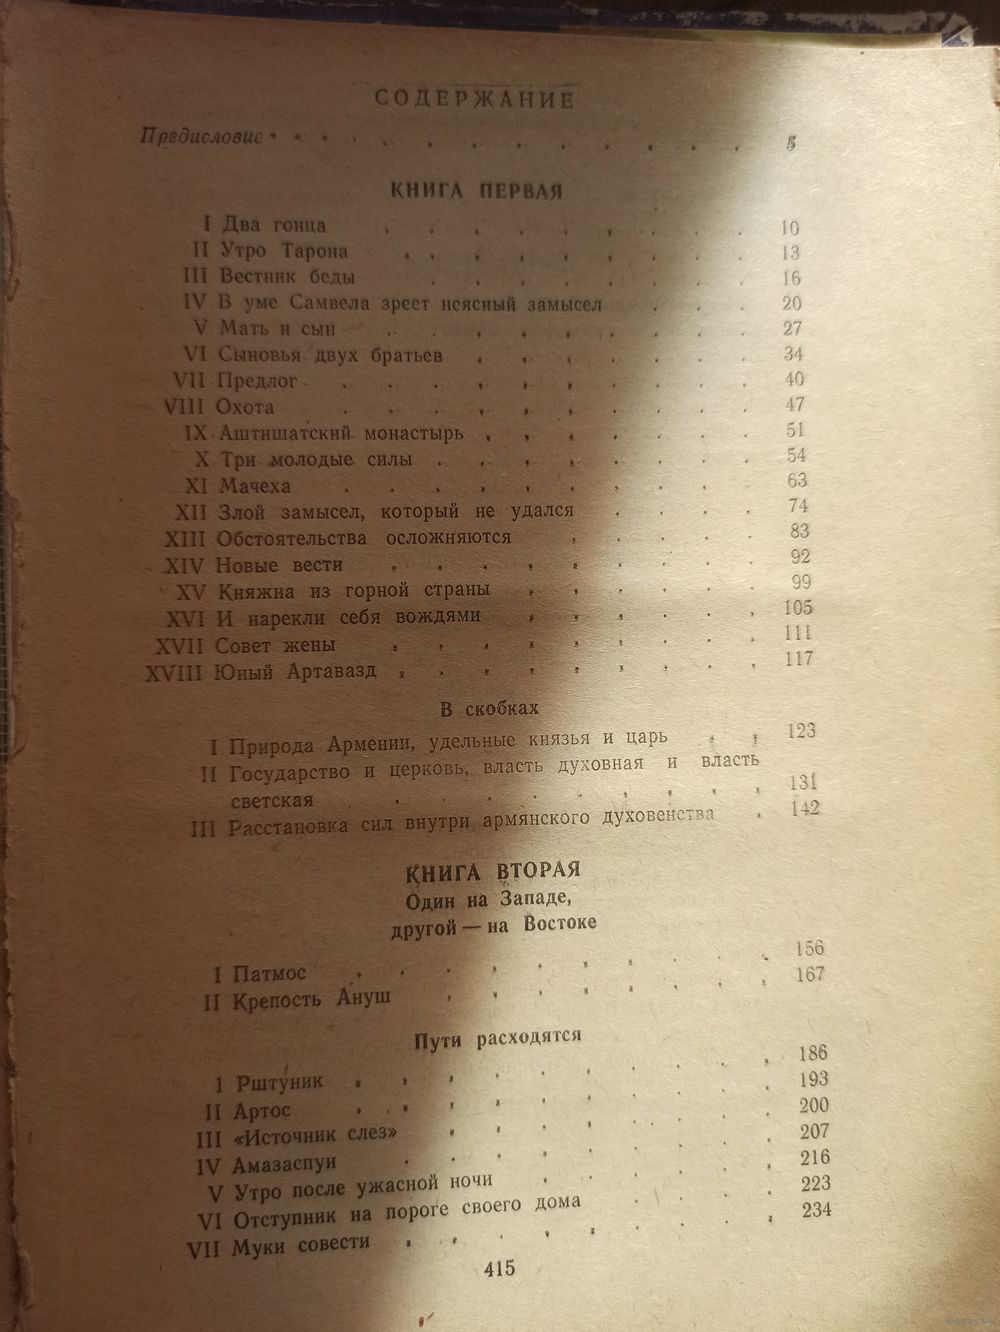 СОДЕРЖАНИЕ
Предисловие . . . . . . . . . . . 5
КНИГА ПЕРВАЯ
I Два гонца . . . . . . . . . 10
II Утро Тарона . . . . . . . . . 13
III Вестник беды . . . . . . . . 16
IV В уме Самвела зреет неясный замысел . . . 20
V Мать и сын . . . . . . . . . 27
VI Сыновья двух братьев . . . . . . . 34
VII Предлог . . . . . . . . . . 40
VIII Охота . . . . . . . . . . 47
IX Аштишатский монастырь . . . . . . . 51
X Три молодые силы . . . . . . . . 54
XI Мачеха . . . . . . . . . . 63
XII Злой замысел, который не удался . . . . 74
XIII Обстоятельства осложняются . . . . . 83
XIV Новые вести . . . . . . . . . 92
XV Княжна из горной страны . . . . . . 99
XVI И нарекли себя вождями . . . . . . 105
XVII Совет жены . . . . . . . . . 111
XVIII Юный Артавазд . . . . . . . . . 117
В скобках
I Природа Армении, удельные князья и царь . . 123
II Государство и церковь, власть духовная и власть
светская . . . . . . . . . . 131
III Расстановка сил внутри армянского духовенства . 142
КНИГА ВТОРАЯ
Один на Западе,
другой — на Востоке
I Патмос . . . . . . . . . . 156
II Крепость Ануш . . . . . . . . 167
Пути расходятся
I Рштуник . . . . . . . . . . 186
II Артос . . . . . . . . . . 193
III «Источник слез» . . . . . . . . 200
IV Амазаспуи . . . . . . . . . 207
V Утро после ужасной ночи . . . . . . 216
VI Отступник на пороге своего дома . . . . 223
VII Муки совести . . . . . . . . . 234
415